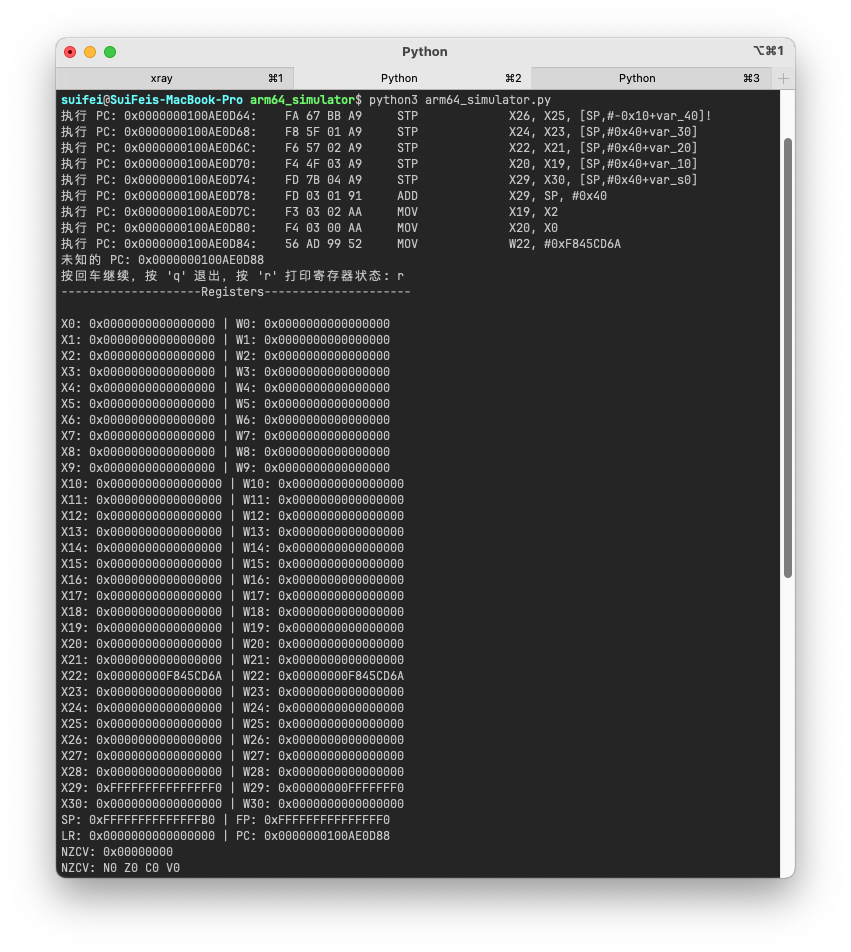 Python
⌥⌘1
xray ⌘1 Python ⌘2 Python ⌘3
suifei@SuiFeis-MacBook-Pro arm64_simulator$ python3 arm64_simulator.py
执行 PC: 0x0000000100AE0D64: FA 67 BB A9 STP X26, X25, [SP,#-0x10+var_40]!
执行 PC: 0x0000000100AE0D68: F8 5F 01 A9 STP X24, X23, [SP,#0x40+var_30]
执行 PC: 0x0000000100AE0D6C: F6 57 02 A9 STP X22, X21, [SP,#0x40+var_20]
执行 PC: 0x0000000100AE0D70: F4 4F 03 A9 STP X20, X19, [SP,#0x40+var_10]
执行 PC: 0x0000000100AE0D74: FD 7B 04 A9 STP X29, X30, [SP,#0x40+var_s0]
执行 PC: 0x0000000100AE0D78: FD 03 01 91 ADD X29, SP, #0x40
执行 PC: 0x0000000100AE0D7C: F3 03 02 AA MOV X19, X2
执行 PC: 0x0000000100AE0D80: F4 03 00 AA MOV X20, X0
执行 PC: 0x0000000100AE0D84: 56 AD 99 52 MOV W22, #0xF845CD6A
未知的 PC: 0x0000000100AE0D88
按回车继续，按 'q' 退出，按 'r' 打印寄存器状态: r
--------------------Registers---------------------
X0: 0x0000000000000000 | W0: 0x0000000000000000
X1: 0x0000000000000000 | W1: 0x0000000000000000
X2: 0x0000000000000000 | W2: 0x0000000000000000
X3: 0x0000000000000000 | W3: 0x0000000000000000
X4: 0x0000000000000000 | W4: 0x0000000000000000
X5: 0x0000000000000000 | W5: 0x0000000000000000
X6: 0x0000000000000000 | W6: 0x0000000000000000
X7: 0x0000000000000000 | W7: 0x0000000000000000
X8: 0x0000000000000000 | W8: 0x0000000000000000
X9: 0x0000000000000000 | W9: 0x0000000000000000
X10: 0x0000000000000000 | W10: 0x0000000000000000
X11: 0x0000000000000000 | W11: 0x0000000000000000
X12: 0x0000000000000000 | W12: 0x0000000000000000
X13: 0x0000000000000000 | W13: 0x0000000000000000
X14: 0x0000000000000000 | W14: 0x0000000000000000
X15: 0x0000000000000000 | W15: 0x0000000000000000
X16: 0x0000000000000000 | W16: 0x0000000000000000
X17: 0x0000000000000000 | W17: 0x0000000000000000
X18: 0x0000000000000000 | W18: 0x0000000000000000
X19: 0x0000000000000000 | W19: 0x0000000000000000
X20: 0x0000000000000000 | W20: 0x0000000000000000
X21: 0x0000000000000000 | W21: 0x0000000000000000
X22: 0x00000000F845CD6A | W22: 0x00000000F845CD6A
X23: 0x0000000000000000 | W23: 0x0000000000000000
X24: 0x0000000000000000 | W24: 0x0000000000000000
X25: 0x0000000000000000 | W25: 0x0000000000000000
X26: 0x0000000000000000 | W26: 0x0000000000000000
X27: 0x0000000000000000 | W27: 0x0000000000000000
X28: 0x0000000000000000 | W28: 0x0000000000000000
X29: 0xFFFFFFFFFFFFFFF0 | W29: 0x00000000FFFFFFF0
X30: 0x0000000000000000 | W30: 0x0000000000000000
SP: 0xFFFFFFFFFFFFFFB0 | FP: 0xFFFFFFFFFFFFFFF0
LR: 0x0000000000000000 | PC: 0x0000000100AE0D88
NZCV: 0x00000000
NZCV: N0 Z0 C0 V0